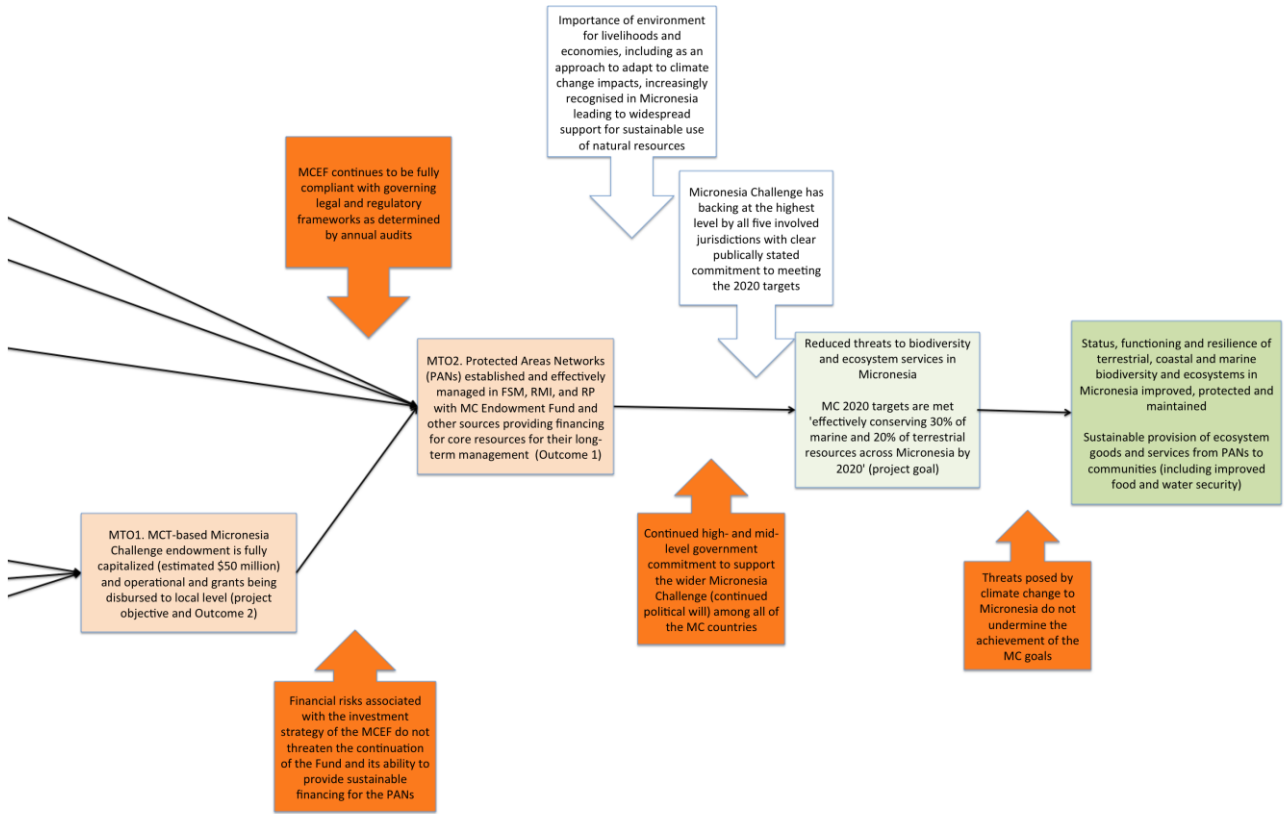 Importance of environment
for livelihoods and
economies, including as an
approach to adapt to climate
change impacts, increasingly
recognised in Micronesia
leading to widespread
support for sustainable use
of natural resources
MCEF continues to be fully
compliant with governing
legal and regulatory
frameworks as determined
by annual audits
Micronesia Challenge has
backing at the highest
level by all five involved
jurisdictions with clear
publically stated
commitment to meeting
the 2020 targets
MTO2. Protected Areas Networks
(PANs) established and effectively
managed in FSM, RMI, and RP
with MC Endowment Fund and
other sources providing financing
for core resources for their long-
term management (Outcome 1)
Reduced threats to biodiversity
and ecosystem services in
Micronesia
MC 2020 targets are met
'effectively conserving 30% of
marine and 20% of terrestrial
resources across Micronesia by
2020' (project goal)
Status, functioning and resilience of
terrestrial, coastal and marine
biodiversity and ecosystems in
Micronesia improved, protected and
maintained
Sustainable provision of ecosystem
goods and services from PANs to
communities (including improved
food and water security)
MTO1. MCT-based Micronesia
Challenge endowment is fully
capitalized (estimated $50 million)
and operational and grants being
disbursed to local level (project
objective and Outcome 2)
Continued high- and mid-
level government
commitment to support
the wider Micronesia
Challenge (continued
political will) among all of
the MC countries
Threats posed by
climate change to
Micronesia do not
undermine the
achievement of the
MC goals
Financial risks associated
with the investment
strategy of the MCEF do not
threaten the continuation
of the Fund and its ability to
provide sustainable
financing for the PANs